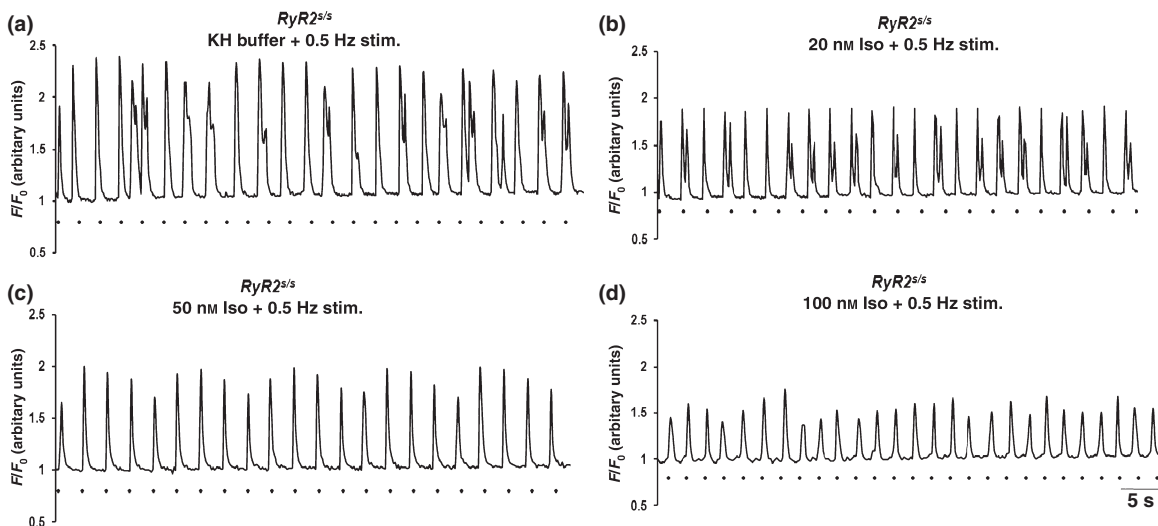 (a)
RyR2s/s
KH buffer + 0.5 Hz stim.
F/F0 (arbitary units)
2.5
2
1.5
1
0.5
(b)
RyR2s/s
20 nM Iso + 0.5 Hz stim.
F/F0 (arbitary units)
2.5
2
1.5
1
0.5
(c)
RyR2s/s
50 nM Iso + 0.5 Hz stim.
F/F0 (arbitary units)
2.5
2
1.5
1
0.5
(d)
RyR2s/s
100 nM Iso + 0.5 Hz stim.
F/F0 (arbitary units)
2.5
2
1.5
1
0.5
5 s